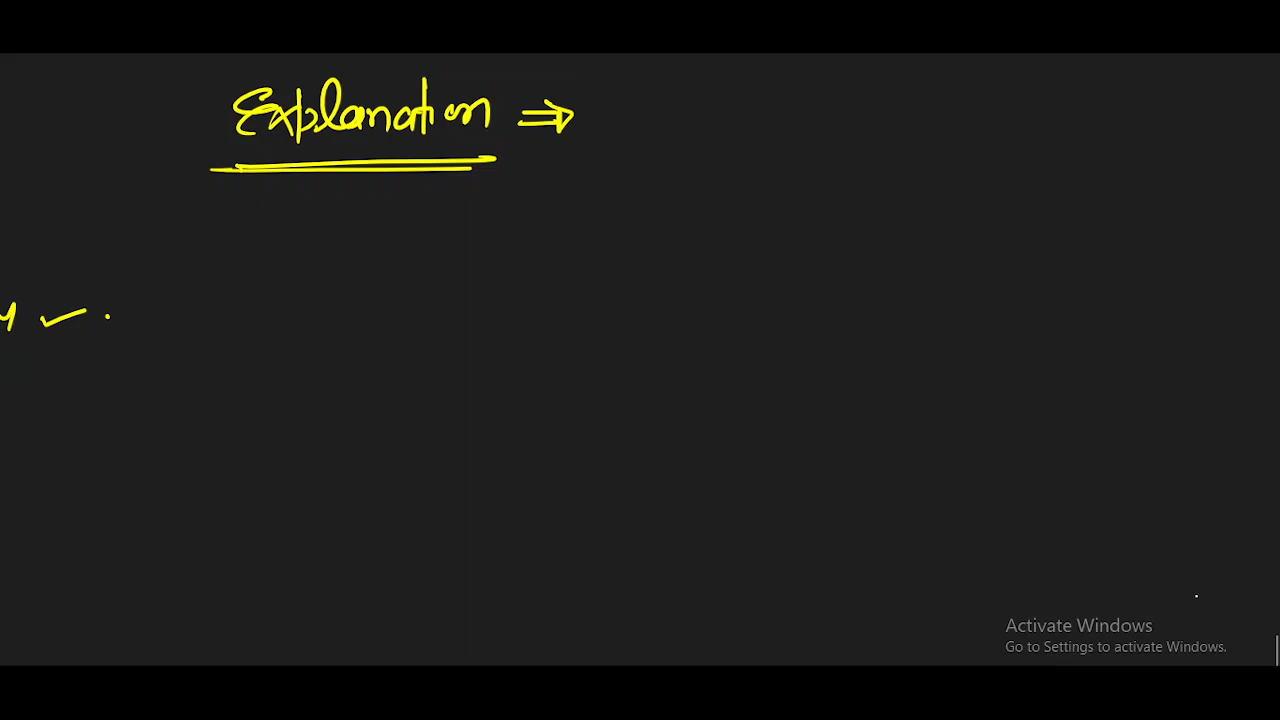 Explanation ⇒
✓ .
Activate Windows
Go to Settings to activate Windows.